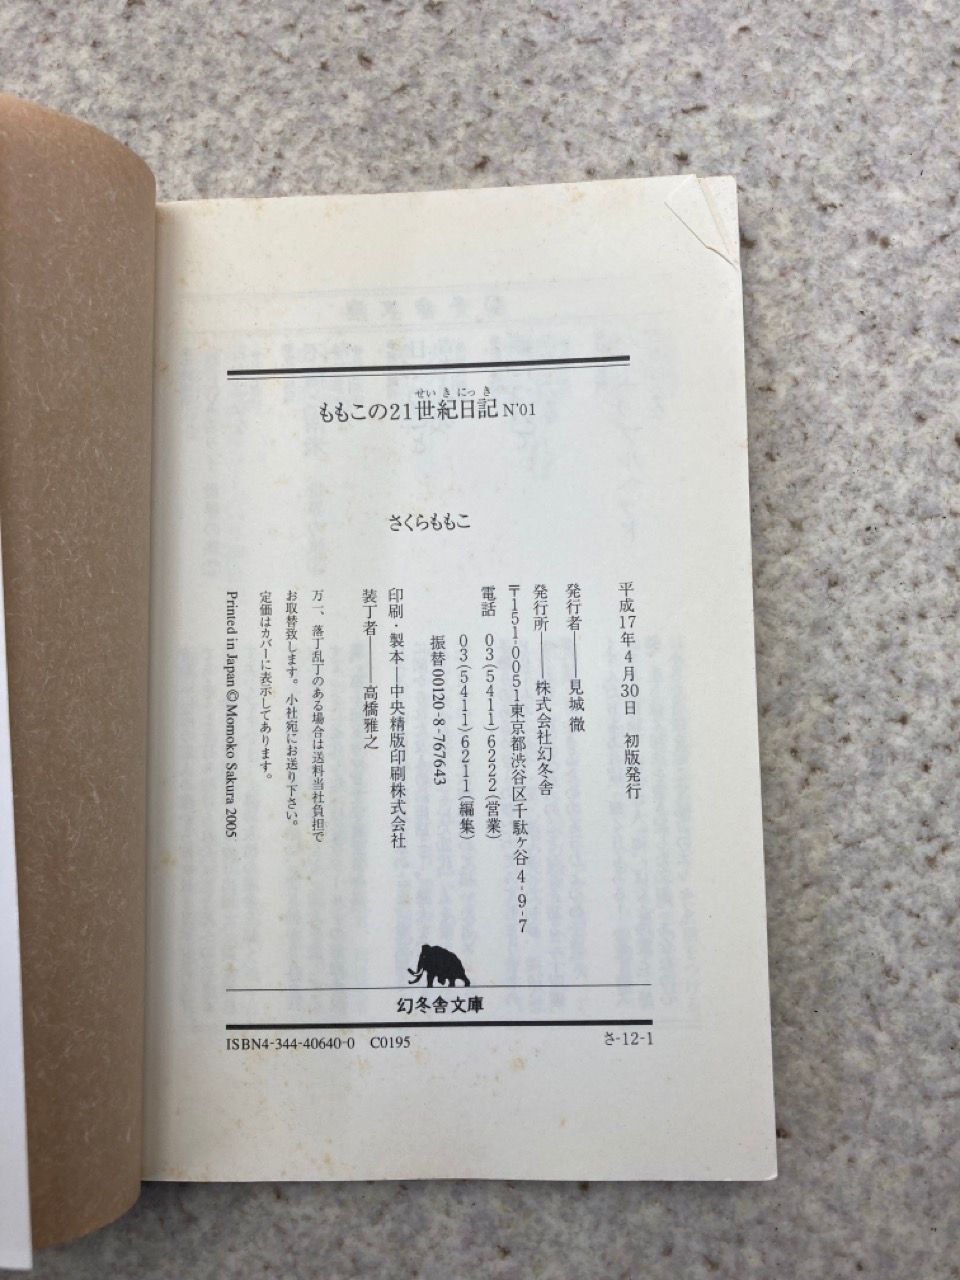 せいきにっき
ももこの21世紀日記 N°01
さくらももこ
平成17年4月30日 初版発行
発行者――見城 徹
発行所――株式会社幻冬舎
〒151-0051東京都渋谷区千駄ヶ谷4-9-7
電話 03(5411)6222(営業)
03(5411)6211(編集)
振替00120-8-767643
印刷・製本―中央精版印刷株式会社
装丁者――高橋雅之
万一、落丁乱丁のある場合は送料当社負担で
お取替致します。小社宛にお送り下さい。
定価はカバーに表示してあります。
Printed in Japan © Momoko Sakura 2005
幻冬舎文庫
ISBN4-344-40640-0 C0195
さ-12-1